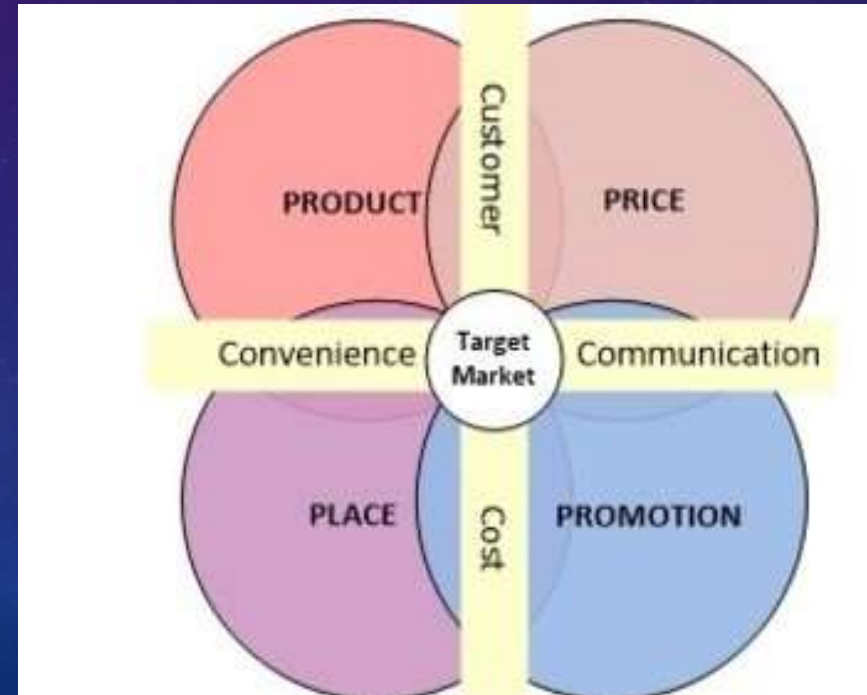 Customer
PRODUCT
PRICE
Convenience
Target
Market
Communication
PLACE
Cost
PROMOTION